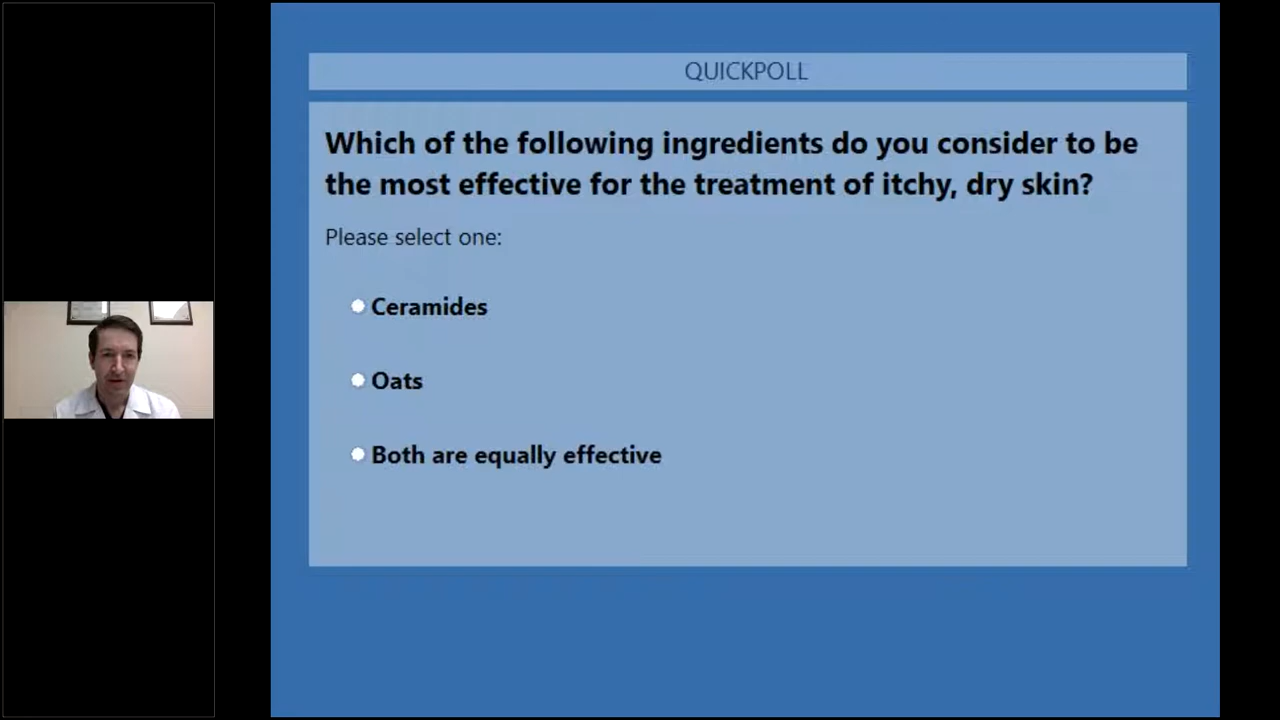 QUICKPOLL
Which of the following ingredients do you consider to be
the most effective for the treatment of itchy, dry skin?
Please select one:
Ceramides
Oats
Both are equally effective